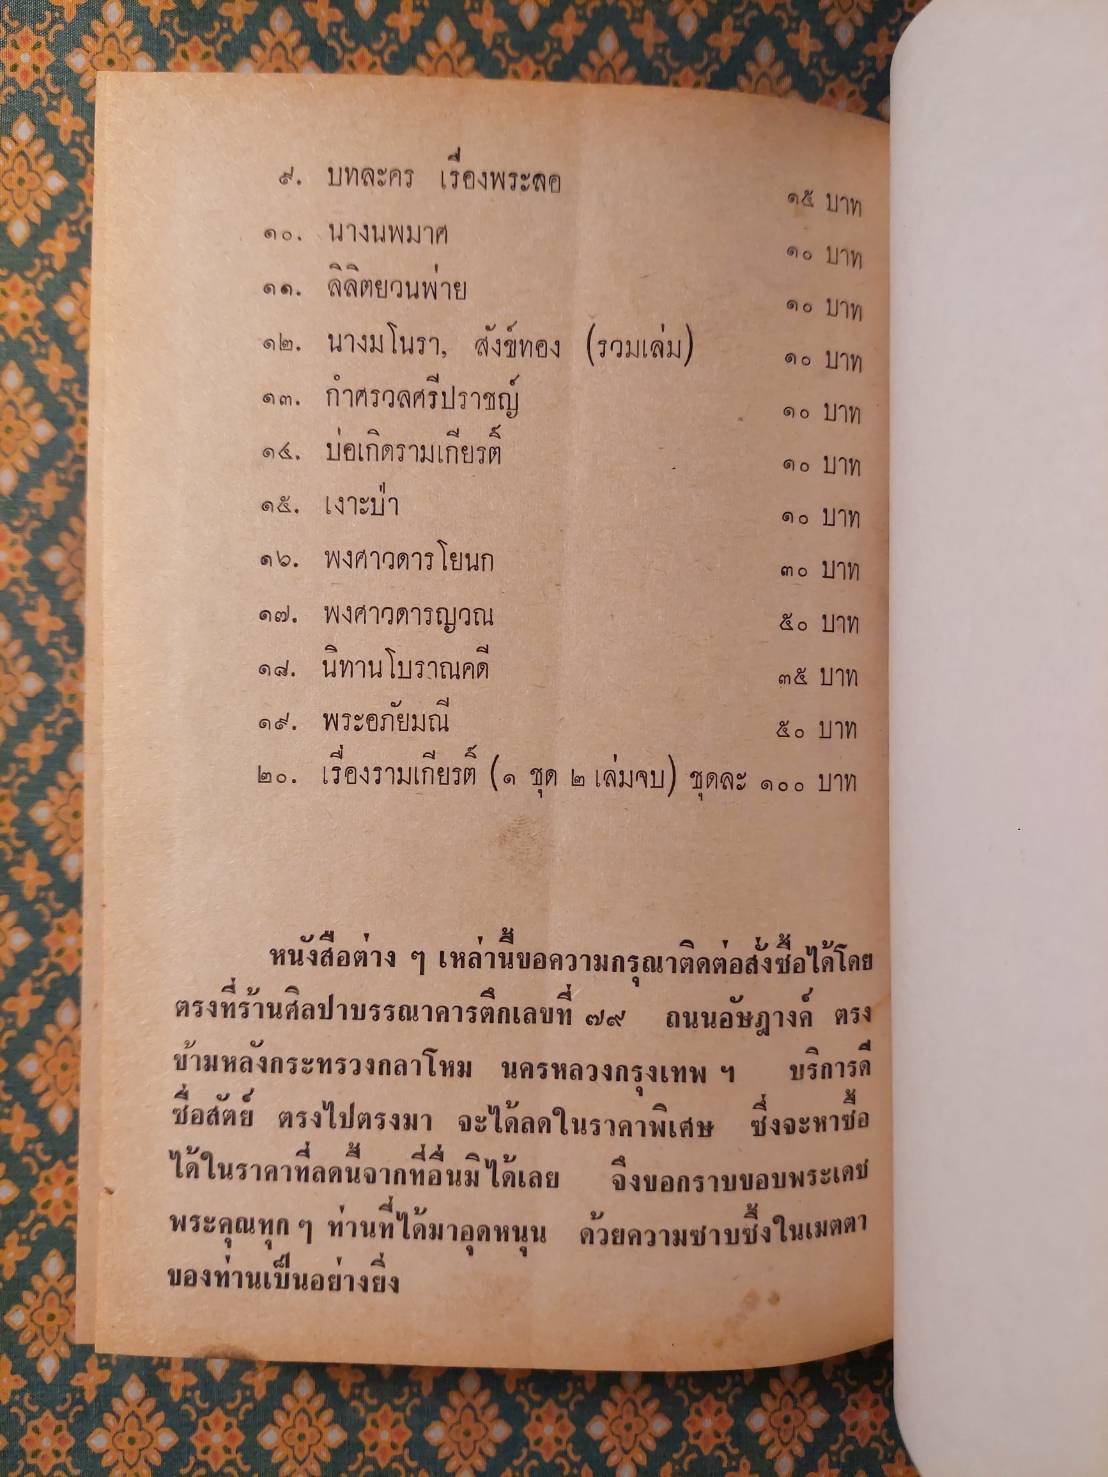 ๙. บทละคร เรื่องพระลอ ๑๕ บาท
๑๐. นางนพมาศ ๑๐ บาท
๑๑. ลิลิตยวนพ่าย ๑๐ บาท
๑๒. นางมโนรา, สังข์ทอง (รวมเล่ม) ๑๐ บาท
๑๓. กำศรวลศรีปราชญ์ ๑๐ บาท
๑๔. บ่อเกิดรามเกียรติ์ ๑๐ บาท
๑๕. เงาะป่า ๑๐ บาท
๑๖. พงศาวดารโยนก ๓๐ บาท
๑๗. พงศาวดารญวณ ๕๐ บาท
๑๘. นิทานโบราณคดี ๓๕ บาท
๑๙. พระอภัยมณี ๕๐ บาท
๒๐. เรื่องรามเกียรติ์ (๑ ชุด ๒ เล่มจบ) ชุดละ ๑๐๐ บาท
หนังสือต่าง ๆ เหล่านี้ขอความกรุณาติดต่อสั่งซื้อได้โดย
ตรงที่ร้านศิลปาบรรณาคารตึกเลขที่ ๗๙ ถนนอัษฎางค์ ตรง
ข้ามหลังกระทรวงกลาโหม นครหลวงกรุงเทพ ฯ บริการดี
ซื่อสัตย์ ตรงไปตรงมา จะได้ลดในราคาพิเศษ ซึ่งจะหาซื้อ
ได้ในราคาที่ลดนี้จากที่อื่นมิได้เลย จึงขอกราบขอบพระเดช
พระคุณทุก ๆ ท่านที่ได้มาอุดหนุน ด้วยความซาบซึ้งในเมตตา
ของท่านเป็นอย่างยิ่ง